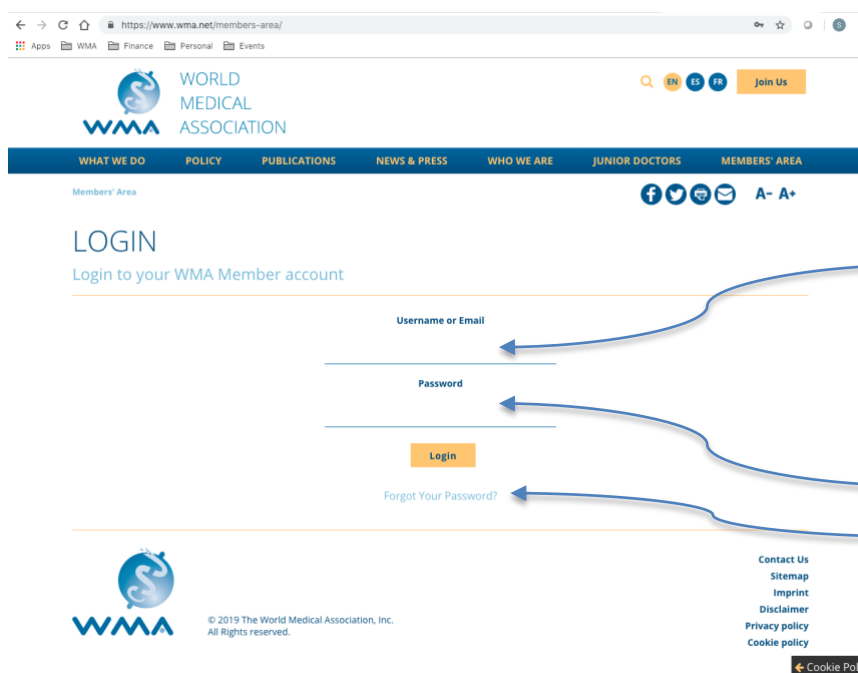 https://www.wma.net/members-area/
S
Apps WMA Finance Personal Events
WORLD
MEDICAL
ASSOCIATION
WMA
EN ES FR Join Us
WHAT WE DO POLICY PUBLICATIONS NEWS & PRESS WHO WE ARE JUNIOR DOCTORS MEMBERS' AREA
Members' Area
A- A+
LOGIN
Login to your WMA Member account
Username or Email
Password
Login
Forgot Your Password?
WMA
© 2019 The World Medical Association, Inc.
All Rights reserved.
Contact Us
Sitemap
Imprint
Disclaimer
Privacy policy
Cookie policy
Cookie Pol